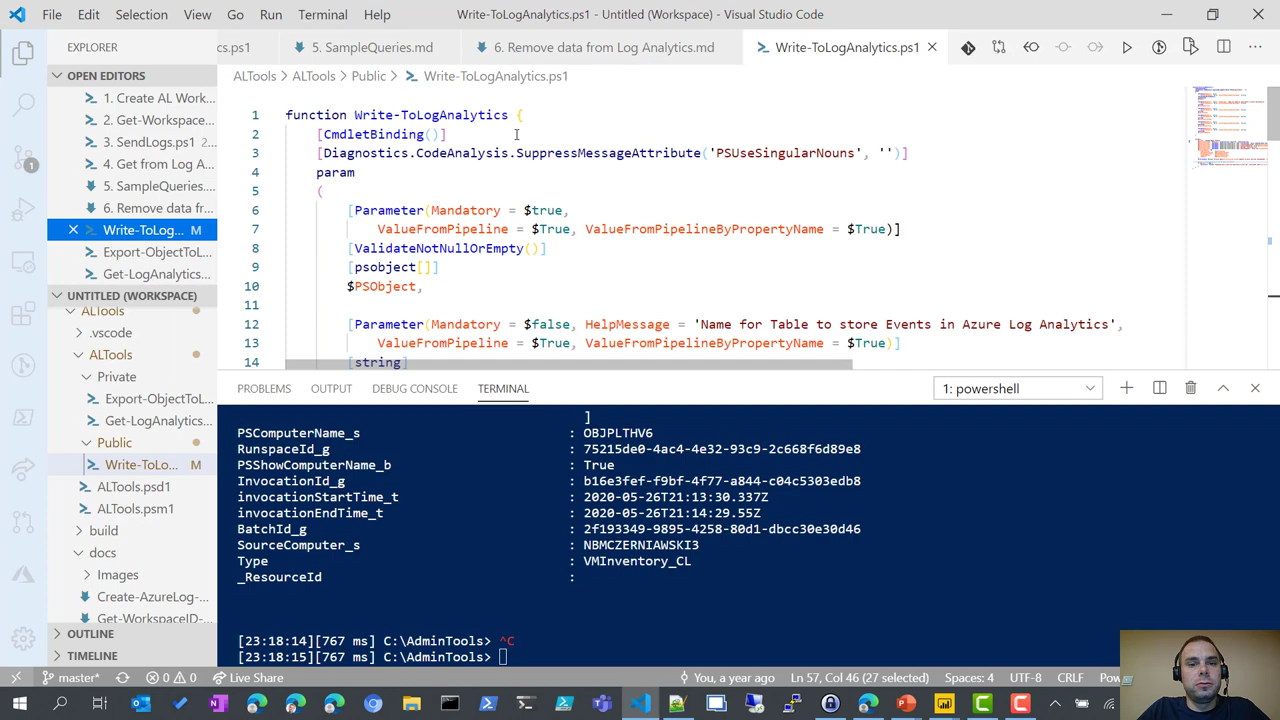 File Edit Selection View Go Run Terminal Help Write-ToLogAnalytics.ps1 - Untitled (Workspace) - Visual Studio Code
EXPLORER
.ps1 5. SampleQueries.md 6. Remove data from Log Analytics.md Write-ToLogAnalytics.ps1
OPEN EDITORS
1. Create AL Work...
2. Get-Workspace...
3. SendLogs.ps1
4. Get from Log A...
5. SampleQueries....
6. Remove data fr...
Write-ToLog... M
Export-ObjectToL...
Get-LogAnalytics...
UNTITLED (WORKSPACE)
ALTools
.vscode
ALTools
Private
Export-ObjectToL...
Get-LogAnalytics...
Public
Write-ToLo... M
ALTools.psd1
ALTools.psm1
build
docs
Images
Create-AzureLog-...
Get-WorkspaceID-...
OUTLINE
TIMELINE
1
ALTools > ALTools > Public > Write-ToLogAnalytics.ps1
1 function Write-ToLogAnalytics{
2 [CmdletBinding()]
3 [Diagnostics.CodeAnalysis.SuppressMessageAttribute('PSUseSingularNouns', '')]
4 param
5 (
6 [Parameter(Mandatory = $true,
7 ValueFromPipeline = $True, ValueFromPipelineByPropertyName = $True)]
8 [ValidateNotNullOrEmpty()]
9 [psobject[]]
10 $PSObject,
11
12 [Parameter(Mandatory = $false, HelpMessage = 'Name for Table to store Events in Azure Log Analytics',
13 ValueFromPipeline = $True, ValueFromPipelineByPropertyName = $True)]
14 [string]
PROBLEMS OUTPUT DEBUG CONSOLE TERMINAL 1: powershell
]
PSComputerName_s : OBJPLTHV6
RunspaceId_g : 75215de0-4ac4-4e32-93c9-2c668f6d89e8
PSShowComputerName_b : True
InvocationId_g : b16e3fef-f9bf-4f77-a844-c04c5303edb8
invocationStartTime_t : 2020-05-26T21:13:30.337Z
invocationEndTime_t : 2020-05-26T21:14:29.55Z
BatchId_g : 2f193349-9895-4258-80d1-dbcc30e30d46
SourceComputer_s : NBMCZERNIAWSKI3
Type : VMInventory_CL
_ResourceId :
[23:18:14][767 ms] C:\AdminTools> ^C
[23:18:15][767 ms] C:\AdminTools>
master* 0 0 Live Share You, a year ago Ln 57, Col 46 (27 selected) Spaces: 4 UTF-8 CRLF Pow